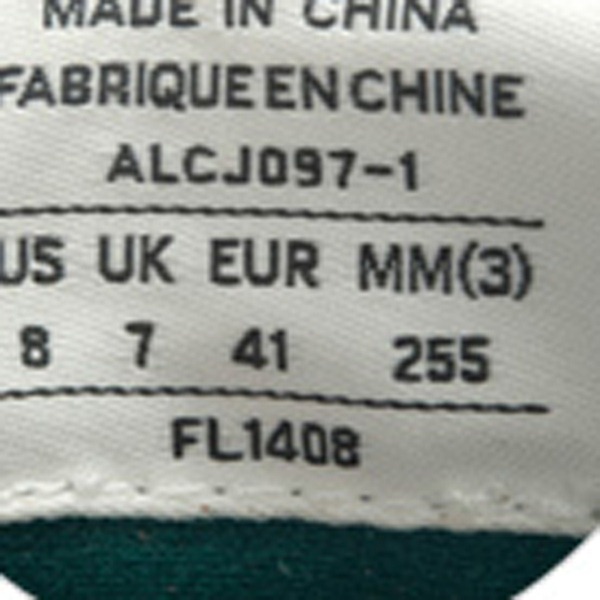 MADE IN CHINA
FABRIQUE EN CHINE
ALCJ097-1
US UK EUR MM(3)
8 7 41 255
FL1408